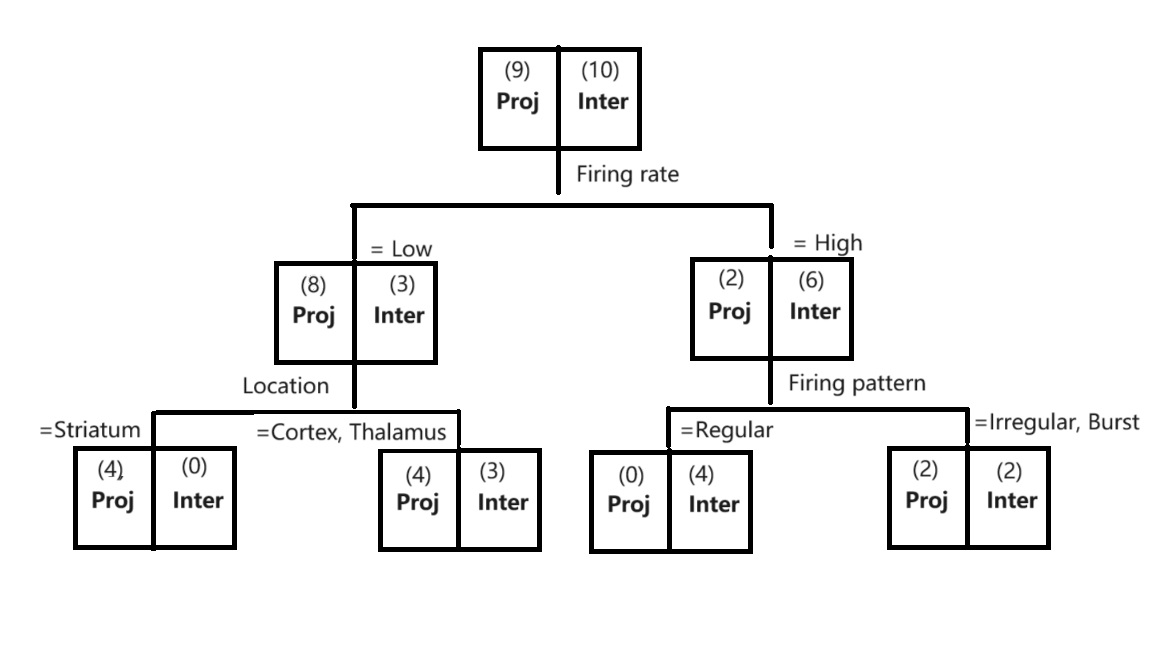 (9) (10)
Proj Inter
Firing rate
= Low
= High
(8) (3)
Proj Inter
(2) (6)
Proj Inter
Location
Firing pattern
=Striatum
=Cortex, Thalamus
=Regular
=Irregular, Burst
(4) (0)
Proj Inter
(4) (3)
Proj Inter
(0) (4)
Proj Inter
(2) (2)
Proj Inter